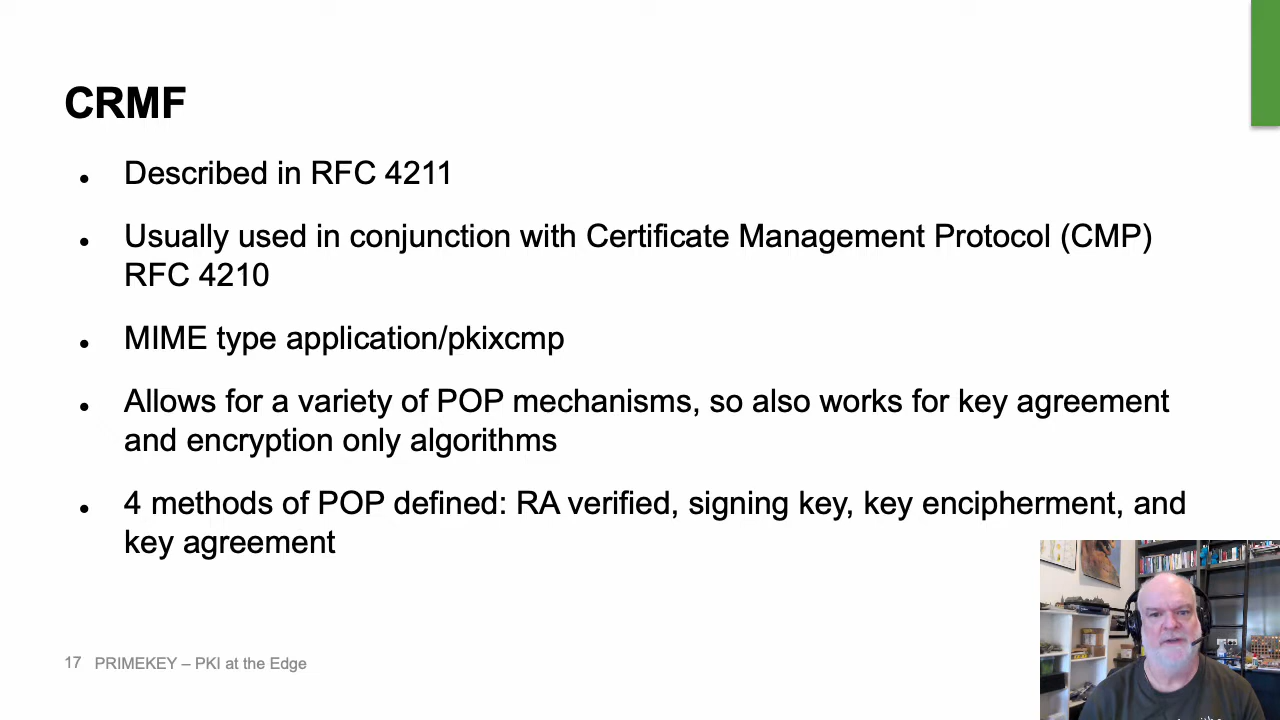 CRMF
● Described in RFC 4211
● Usually used in conjunction with Certificate Management Protocol (CMP)
RFC 4210
● MIME type application/pkixcmp
● Allows for a variety of POP mechanisms, so also works for key agreement
and encryption only algorithms
● 4 methods of POP defined: RA verified, signing key, key encipherment, and
key agreement
17 PRIMEKEY – PKI at the Edge